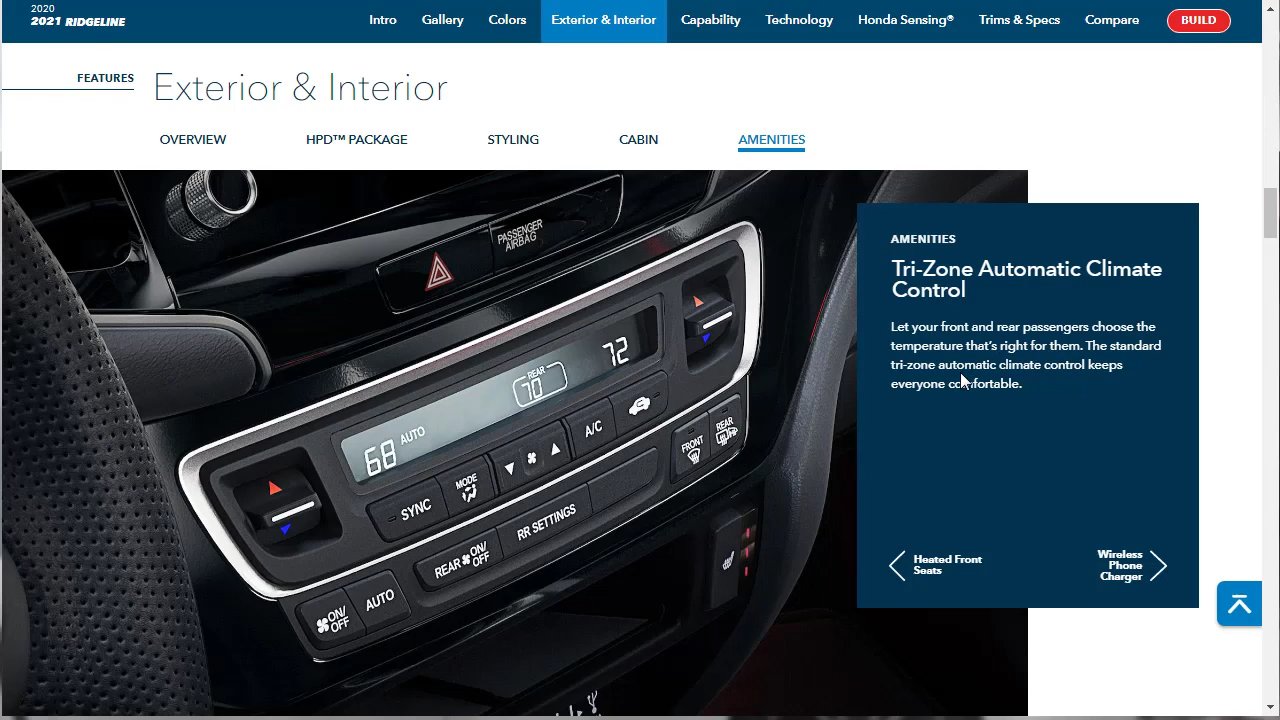 2020
2021 RIDGELINE
Intro
Gallery
Colors
Exterior & Interior
Capability
Technology
Honda Sensing®
Trims & Specs
Compare
BUILD
FEATURES
Exterior & Interior
OVERVIEW
HPD™ PACKAGE
STYLING
CABIN
AMENITIES
PASSENGER
AIRBAG
72
REAR
70
68 AUTO
A/C
MODE
SYNC
FRONT
REAR
RR SETTINGS
REAR ON/
OFF
AUTO
ON/
OFF
AMENITIES
Tri-Zone Automatic Climate
Control
Let your front and rear passengers choose the
temperature that's right for them. The standard
tri-zone automatic climate control keeps
everyone comfortable.
Heated Front
Seats
Wireless
Phone
Charger